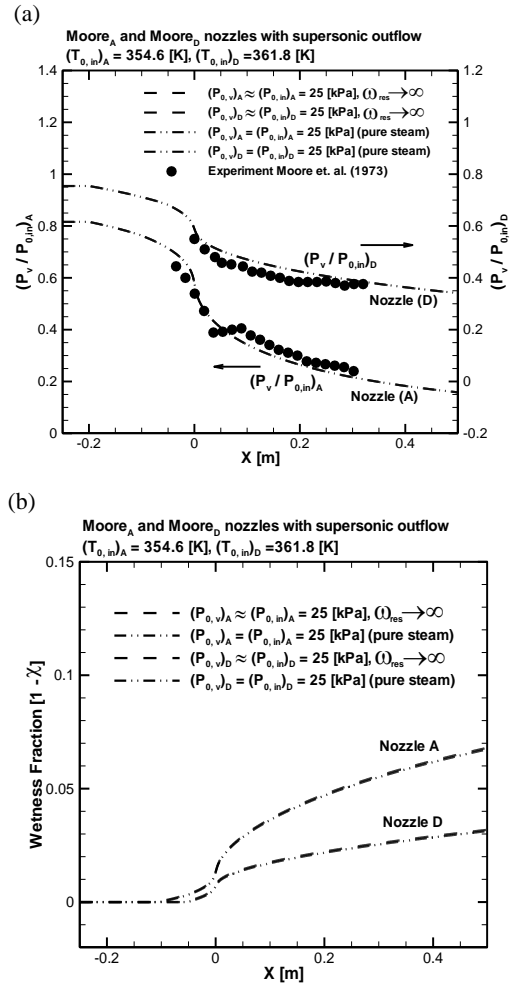 (a)
Moore_A and Moore_D nozzles with supersonic outflow
(T_0, in)_A = 354.6 [K], (T_0, in)_D = 361.8 [K]
(P_0, v)_A ≈ (P_0, in)_A = 25 [kPa], ω_res→∞
(P_0, v)_D ≈ (P_0, in)_D = 25 [kPa], ω_res→∞
(P_0, v)_A = (P_0, in)_A = 25 [kPa] (pure steam)
(P_0, v)_D = (P_0, in)_D = 25 [kPa] (pure steam)
Experiment Moore et. al. (1973)
1.4
1.2
1
0.8
0.6
0.4
0.2
0
(P_v / P_0,in)_A
1.2
1
0.8
0.6
0.4
0.2
0
-0.2
(P_v / P_0,in)_D
(P_v / P_0,in)_D
Nozzle (D)
(P_v / P_0,in)_A
Nozzle (A)
-0.2 0 0.2 0.4
X [m]
(b)
Moore_A and Moore_D nozzles with supersonic outflow
(T_0, in)_A = 354.6 [K], (T_0, in)_D =361.8 [K]
(P_0, v)_A ≈ (P_0, in)_A = 25 [kPa], ω_res→∞
(P_0, v)_A = (P_0, in)_A = 25 [kPa] (pure steam)
(P_0, v)_D ≈ (P_0, in)_D = 25 [kPa], ω_res→∞
(P_0, v)_D = (P_0, in)_D = 25 [kPa] (pure steam)
0.15
0.1
0.05
0
Wetness Fraction [1 - χ]
Nozzle A
Nozzle D
-0.2 0 0.2 0.4
X [m]